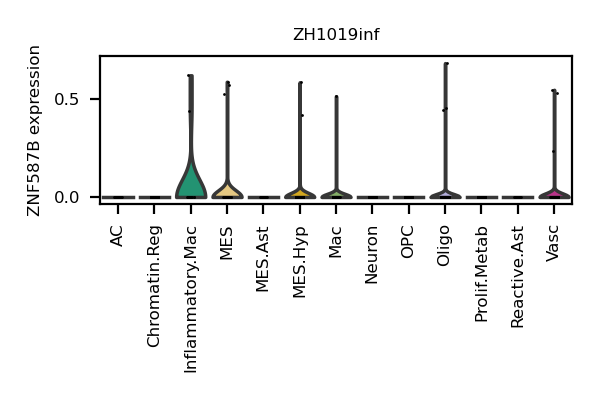 ZH1019inf
ZNF587B expression
0.5
0.0
AC
Chromatin.Reg
Inflammatory.Mac
MES
MES.Ast
MES.Hyp
Mac
Neuron
OPC
Oligo
Prolif.Metab
Reactive.Ast
Vasc